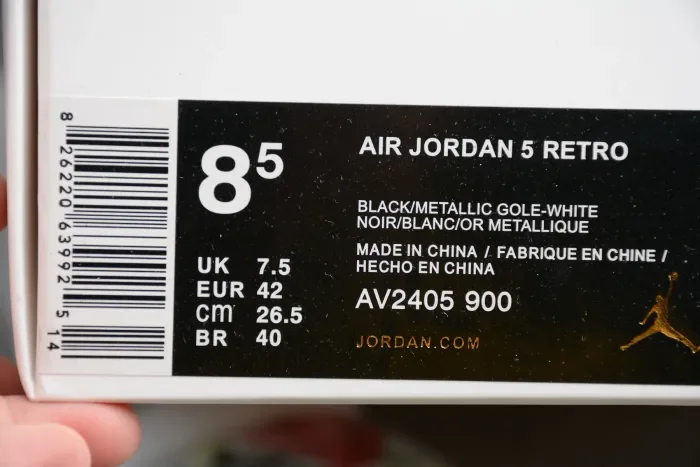 8 26220 63992 5 14
8⁵
AIR JORDAN 5 RETRO
BLACK/METALLIC GOLE-WHITE
NOIR/BLANC/OR METALLIQUE
MADE IN CHINA / FABRIQUE EN CHINE /
HECHO EN CHINA
UK 7.5
EUR 42
cm 26.5
BR 40
AV2405 900
JORDAN.COM